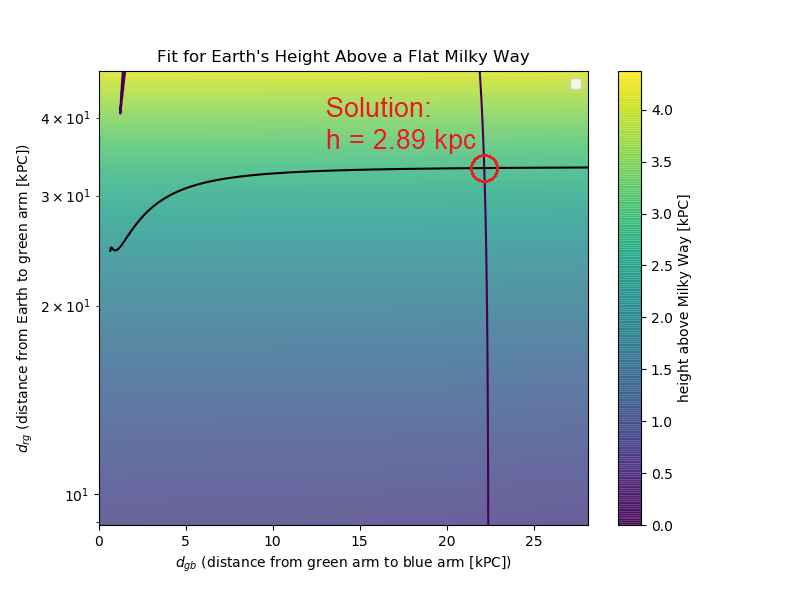 Fit for Earth's Height Above a Flat Milky Way
Solution:
h = 2.89 kpc
4 × 10¹
3 × 10¹
2 × 10¹
10¹
d_rg (distance from Earth to green arm [kPC])
0 5 10 15 20 25
d_gb (distance from green arm to blue arm [kPC])
4.0
3.5
3.0
2.5
2.0
1.5
1.0
0.5
0.0
height above Milky Way [kPC]